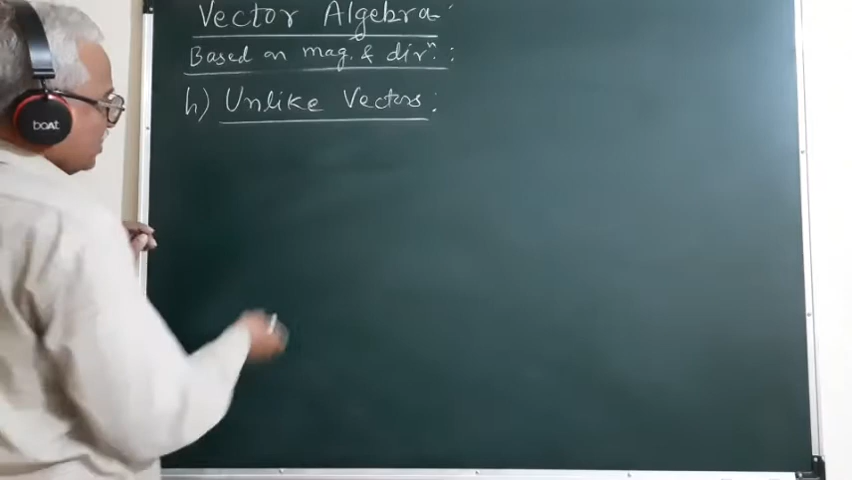 Vector Algebra:
Based on mag. & dirⁿ. :
h) Unlike Vectors:
boAt